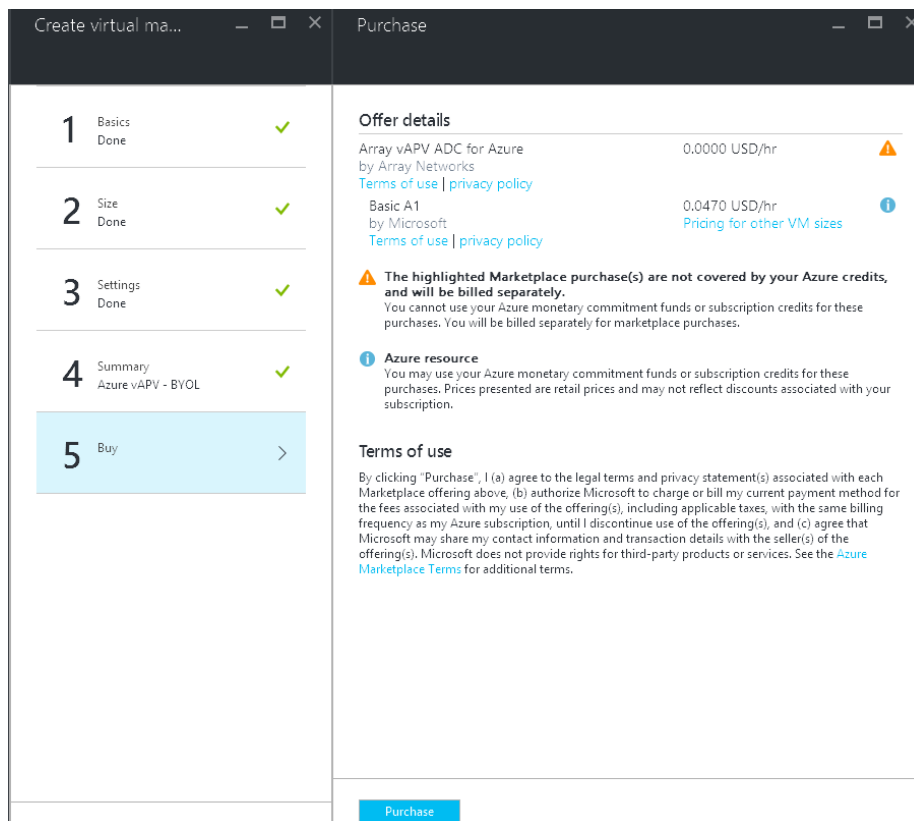 Create virtual ma...
Purchase
1 Basics
Done
2 Size
Done
3 Settings
Done
4 Summary
Azure vAPV - BYOL
5 Buy
Offer details
Array vAPV ADC for Azure 0.0000 USD/hr
by Array Networks
Terms of use | privacy policy
Basic A1 0.0470 USD/hr
by Microsoft Pricing for other VM sizes
Terms of use | privacy policy
The highlighted Marketplace purchase(s) are not covered by your Azure credits,
and will be billed separately.
You cannot use your Azure monetary commitment funds or subscription credits for these
purchases. You will be billed separately for marketplace purchases.
Azure resource
You may use your Azure monetary commitment funds or subscription credits for these
purchases. Prices presented are retail prices and may not reflect discounts associated with your
subscription.
Terms of use
By clicking "Purchase", I (a) agree to the legal terms and privacy statement(s) associated with each
Marketplace offering above, (b) authorize Microsoft to charge or bill my current payment method for
the fees associated with my use of the offering(s), including applicable taxes, with the same billing
frequency as my Azure subscription, until I discontinue use of the offering(s), and (c) agree that
Microsoft may share my contact information and transaction details with the seller(s) of the
offering(s). Microsoft does not provide rights for third-party products or services. See the Azure
Marketplace Terms for additional terms.
Purchase